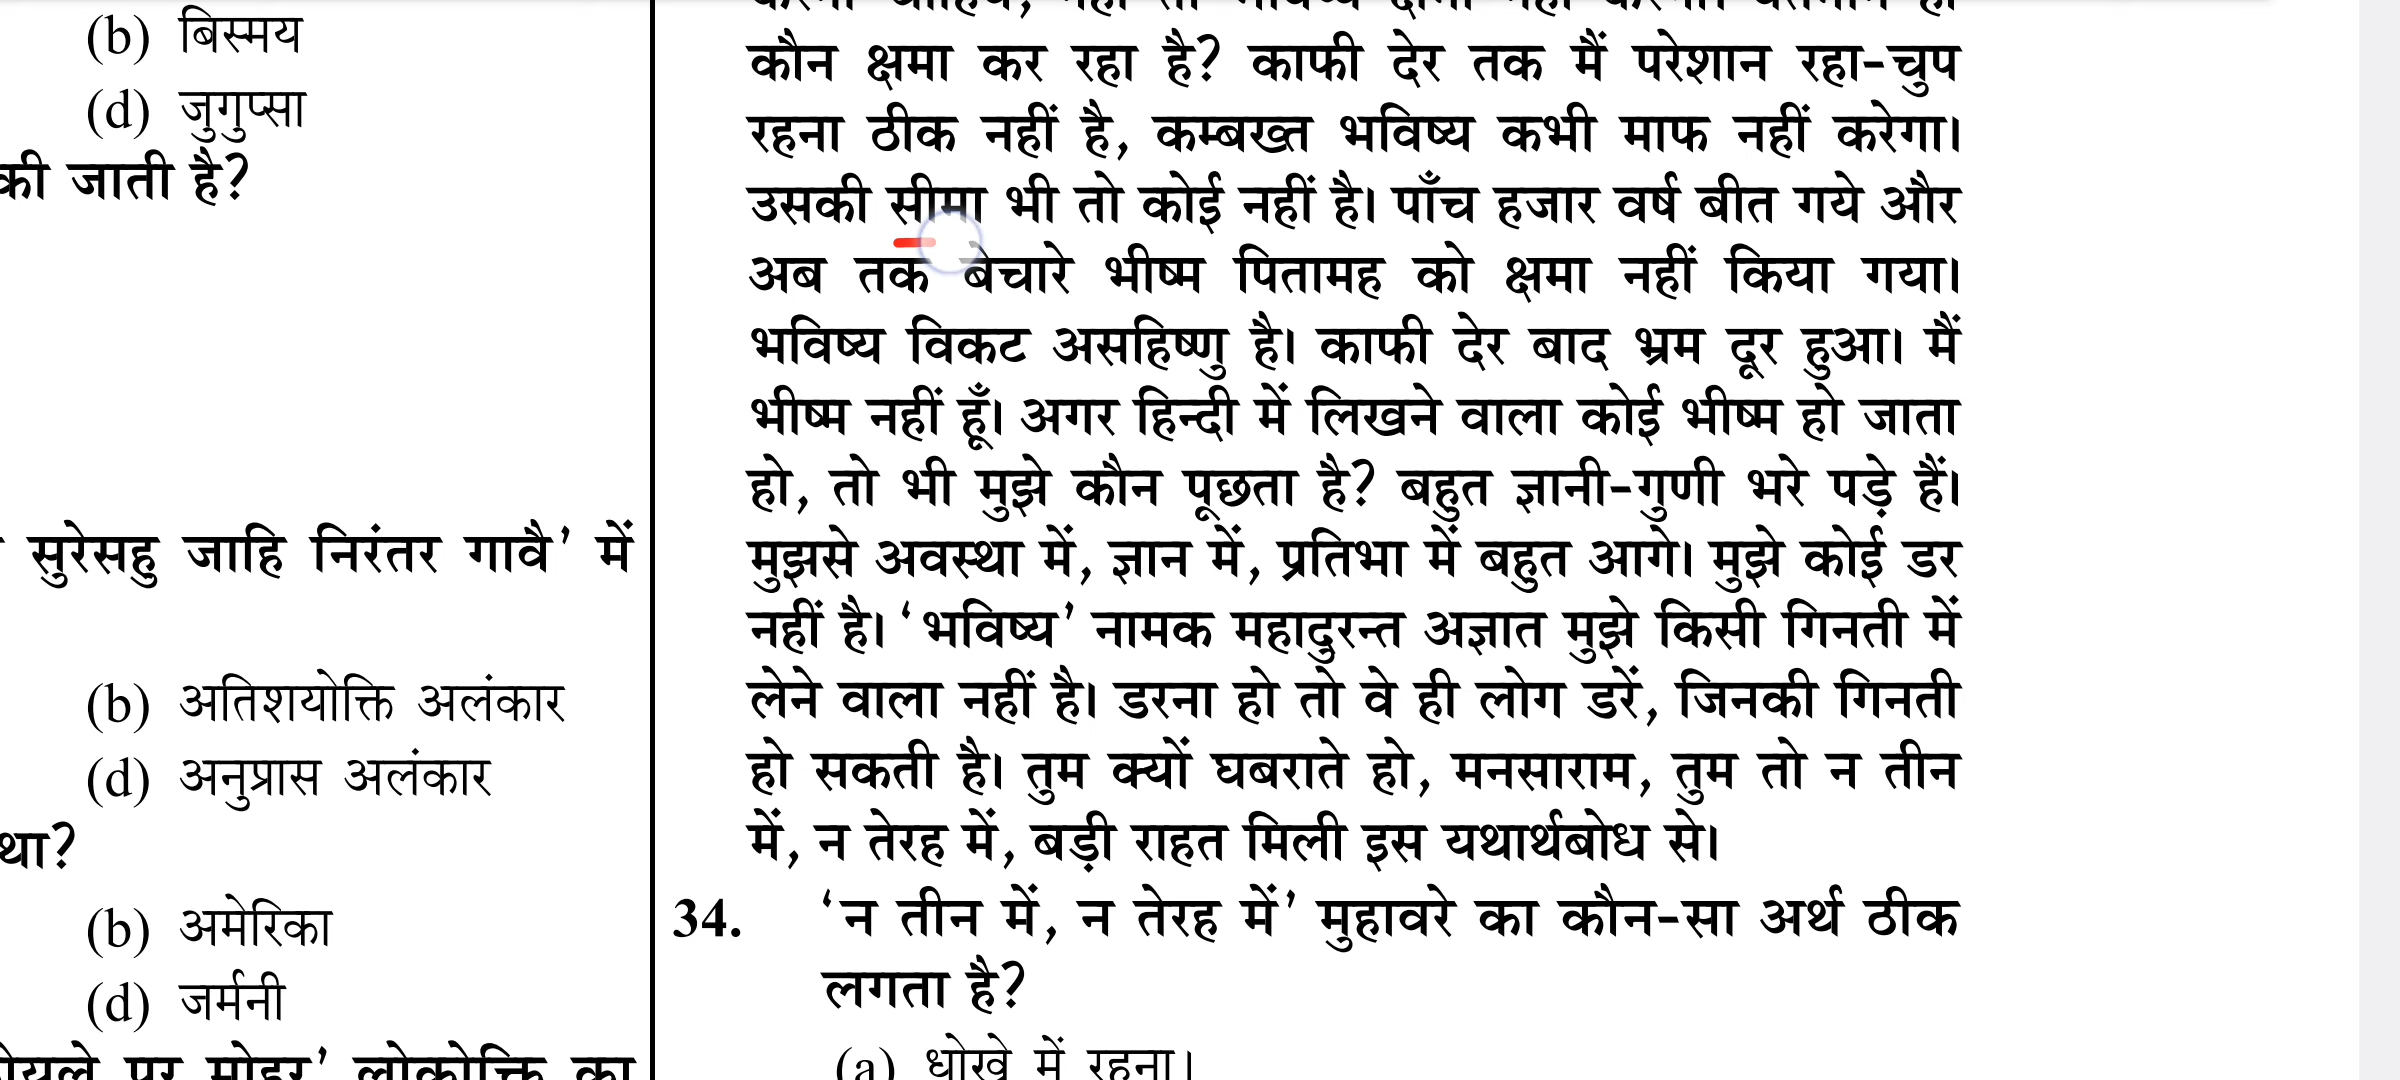 (b) बिस्मय
(d) जुगुप्सा
की जाती है?
सुरेसहु जाहि निरंतर गावै’ में
(b) अतिशयोक्ति अलंकार
(d) अनुप्रास अलंकार
था?
(b) अमेरिका
(d) जर्मनी
पर मोहर’ लोकोक्ति का
कौन क्षमा कर रहा है? काफी देर तक मैं परेशान रहा-चुप
रहना ठीक नहीं है, कम्बख्त भविष्य कभी माफ नहीं करेगा।
उसकी सीमा भी तो कोई नहीं है। पाँच हजार वर्ष बीत गये और
अब तक बेचारे भीष्म पितामह को क्षमा नहीं किया गया।
भविष्य विकट असहिष्णु है। काफी देर बाद भ्रम दूर हुआ। मैं
भीष्म नहीं हूँ। अगर हिन्दी में लिखने वाला कोई भीष्म हो जाता
हो, तो भी मुझे कौन पूछता है? बहुत ज्ञानी-गुणी भरे पड़े हैं।
मुझसे अवस्था में, ज्ञान में, प्रतिभा में बहुत आगे। मुझे कोई डर
नहीं है। ‘भविष्य’ नामक महादुरन्त अज्ञात मुझे किसी गिनती में
लेने वाला नहीं है। डरना हो तो वे ही लोग डरें, जिनकी गिनती
हो सकती है। तुम क्यों घबराते हो, मनसाराम, तुम तो न तीन
में, न तेरह में, बड़ी राहत मिली इस यथार्थबोध से।
34. ‘न तीन में, न तेरह में’ मुहावरे का कौन-सा अर्थ ठीक
लगता है?
(a) धोखे में रहना।